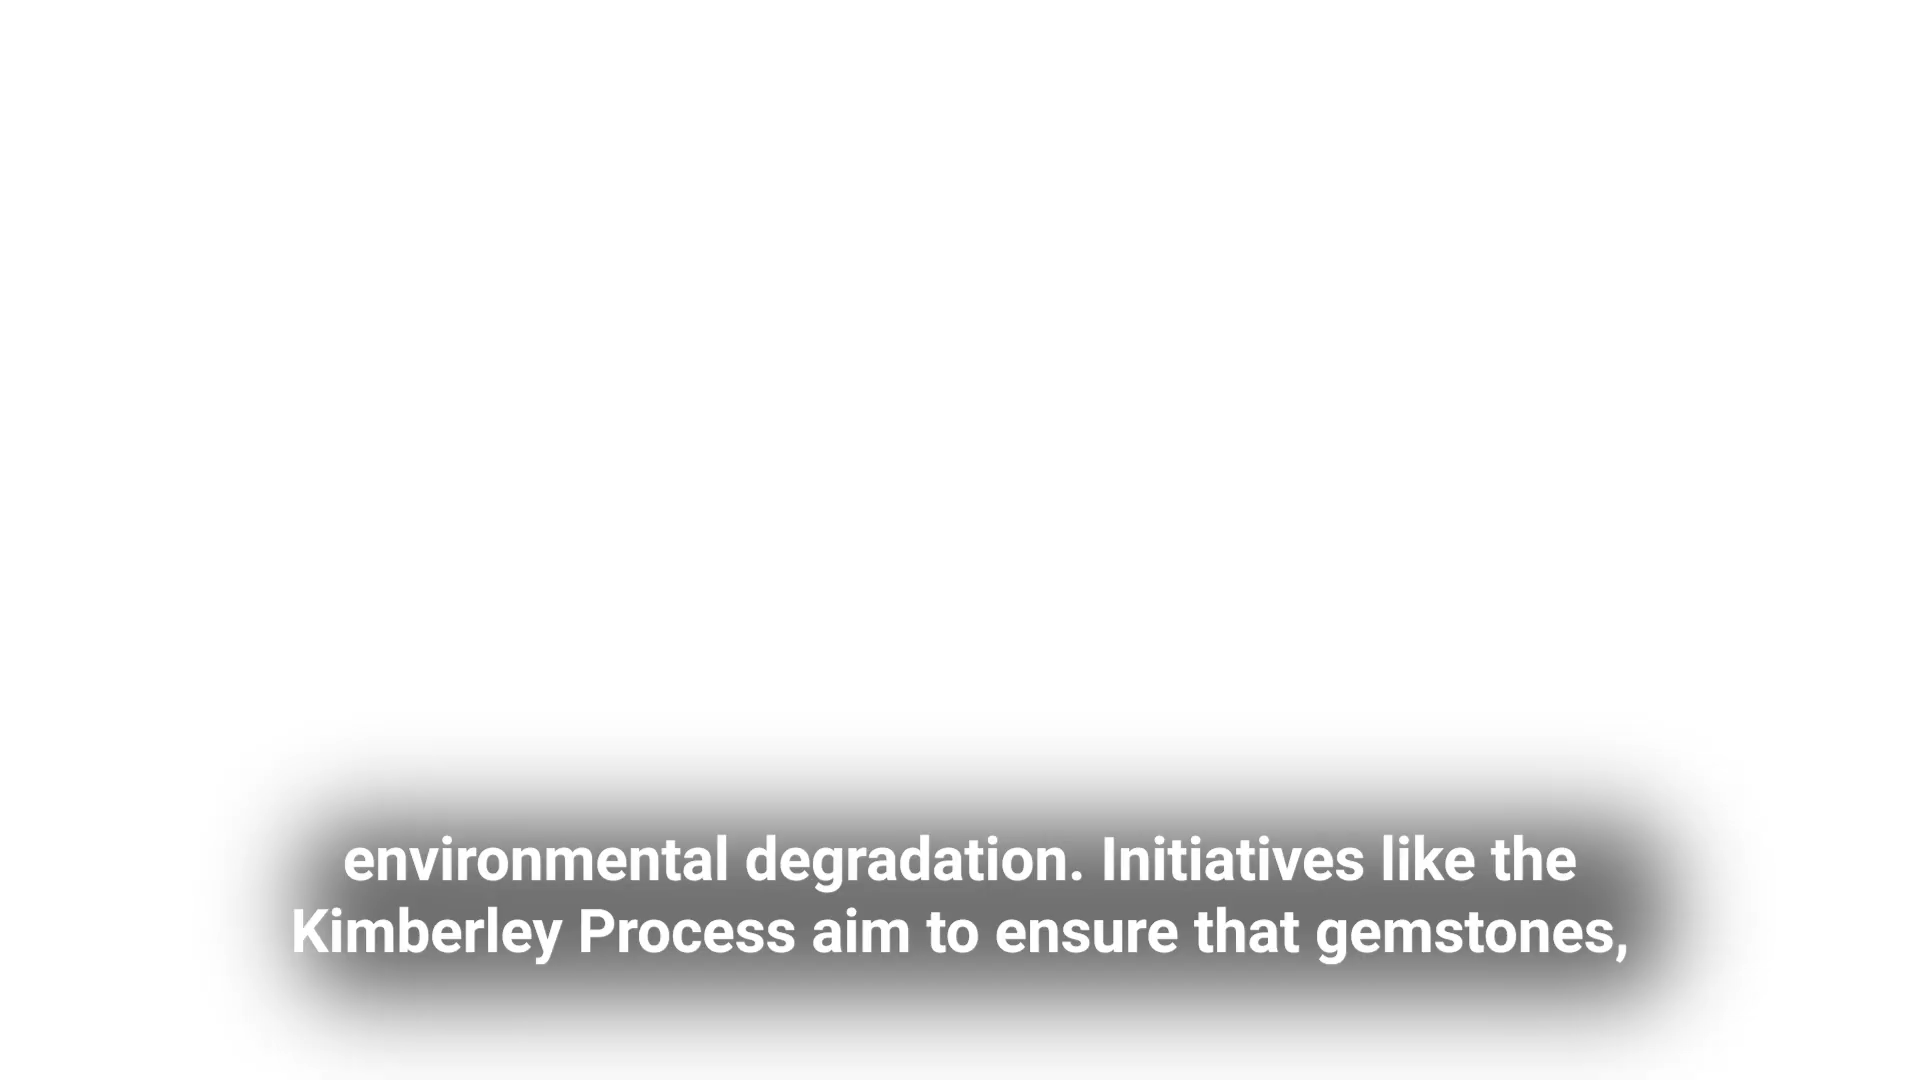 environmental degradation. Initiatives like the
Kimberley Process aim to ensure that gemstones,